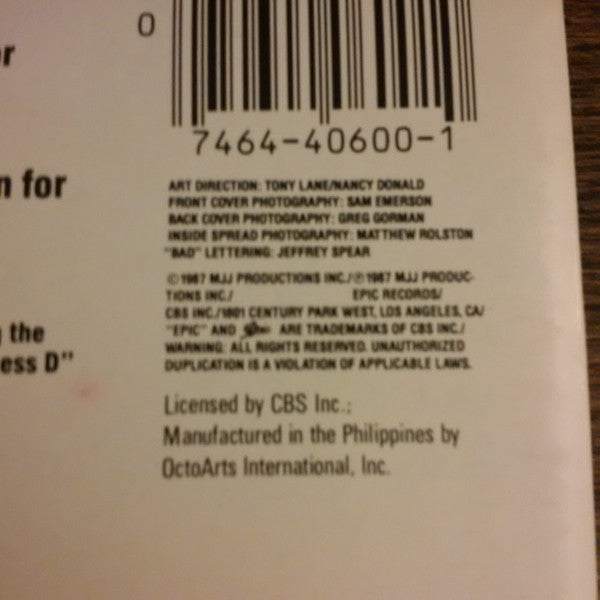 or
0
7464-40600-1
n for
ART DIRECTION: TONY LANE/NANCY DONALD
FRONT COVER PHOTOGRAPHY: SAM EMERSON
BACK COVER PHOTOGRAPHY: GREG GORMAN
INSIDE SPREAD PHOTOGRAPHY: MATTHEW ROLSTON
"BAD" LETTERING: JEFFREY SPEAR
©1987 MJJ PRODUCTIONS INC./℗1987 MJJ PRODUC-
TIONS INC./ EPIC RECORDS/
CBS INC./1801 CENTURY PARK WEST, LOS ANGELES, CA/
"EPIC" AND ARE TRADEMARKS OF CBS INC./
WARNING: ALL RIGHTS RESERVED. UNAUTHORIZED
DUPLICATION IS A VIOLATION OF APPLICABLE LAWS.
the
ess D"
Licensed by CBS Inc.;
Manufactured in the Philippines by
OctoArts International, Inc.